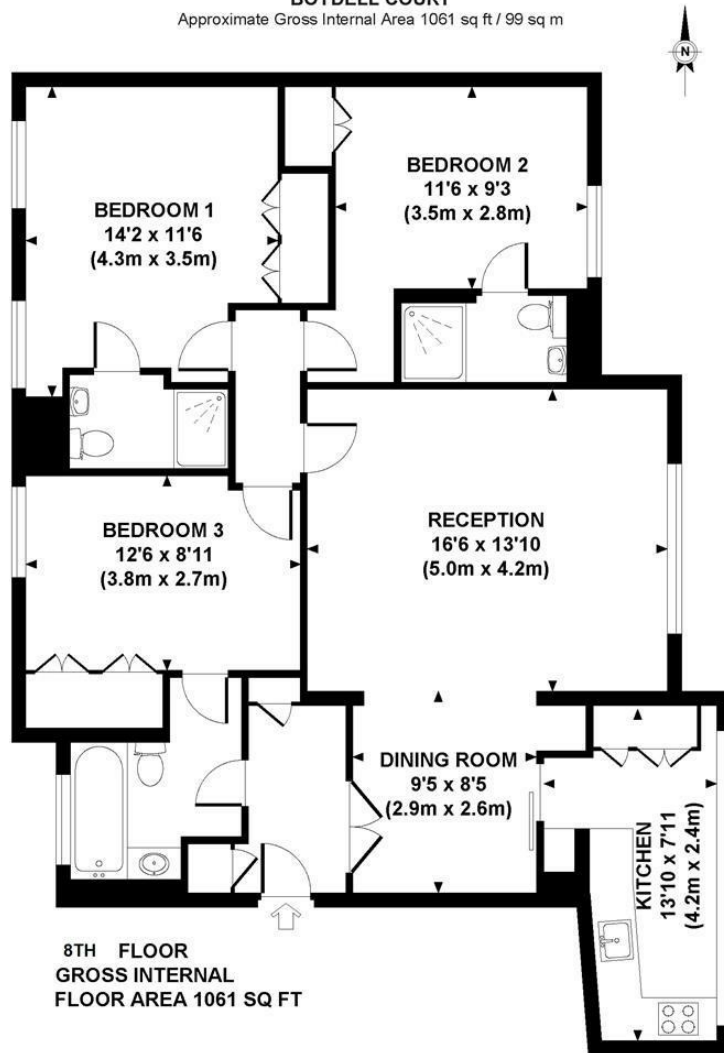 BOYDELL COURT
Approximate Gross Internal Area 1061 sq ft / 99 sq m
N
BEDROOM 2
11'6 x 9'3
(3.5m x 2.8m)
BEDROOM 1
14'2 x 11'6
(4.3m x 3.5m)
RECEPTION
16'6 x 13'10
(5.0m x 4.2m)
BEDROOM 3
12'6 x 8'11
(3.8m x 2.7m)
DINING ROOM
9'5 x 8'5
(2.9m x 2.6m)
KITCHEN
13'10 x 7'11
(4.2m x 2.4m)
8TH FLOOR
GROSS INTERNAL
FLOOR AREA 1061 SQ FT